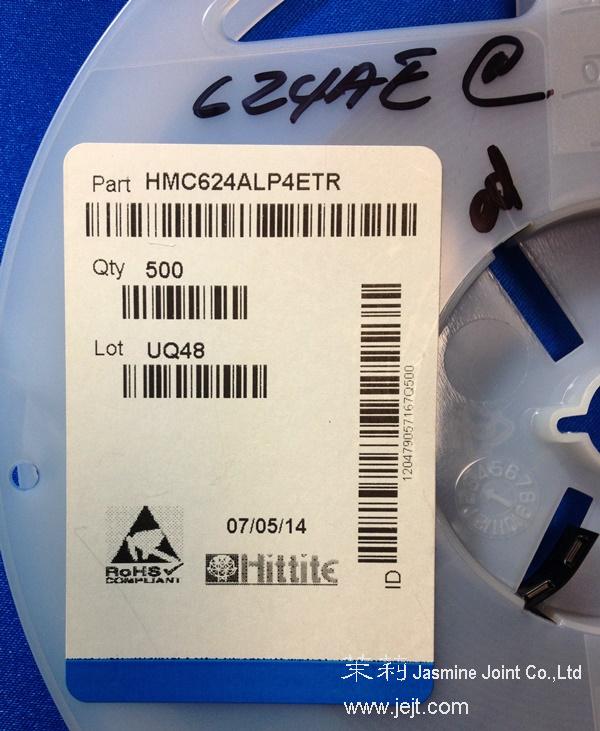 624AE @
Part HMC624ALP4ETR
Qty 500
Lot UQ48
120479057167Q500
ID
07/05/14
RoHS
COMPLIANT
Hittite
茉莉 Jasmine Joint Co.,Ltd
www.jejt.com